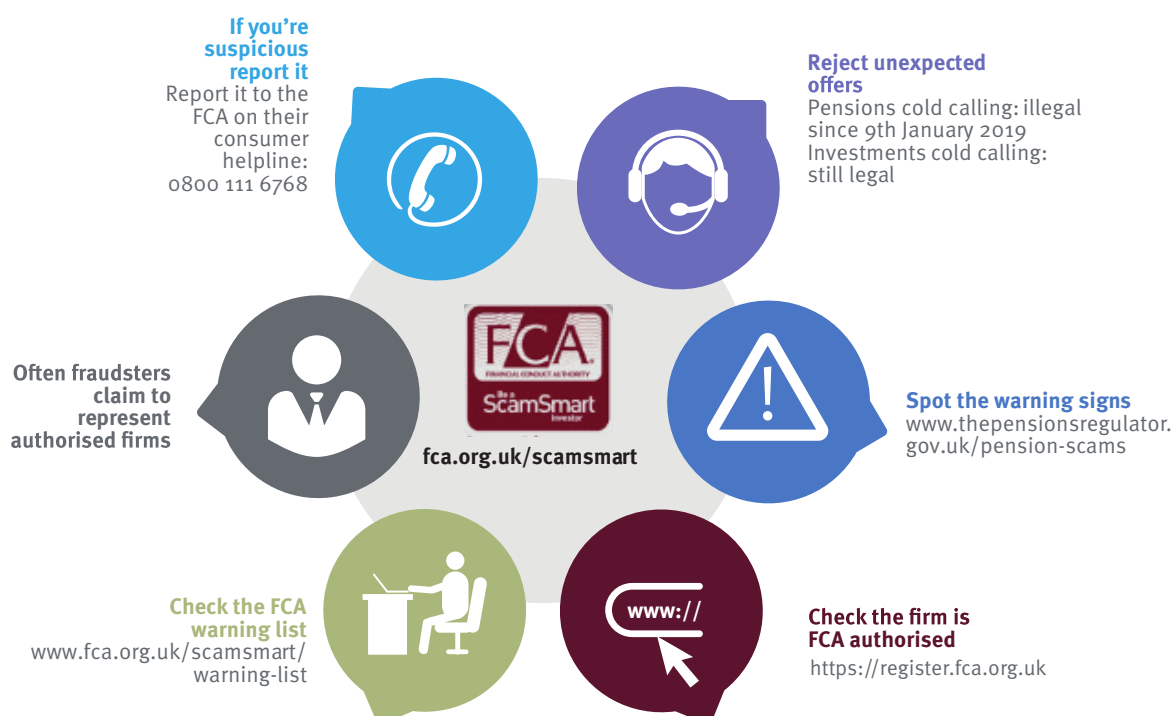 If you're
suspicious
report it
Report it to the
FCA on their
consumer
helpline:
0800 111 6768
Reject unexpected
offers
Pensions cold calling: illegal
since 9th January 2019
Investments cold calling:
still legal
Often fraudsters
claim to
represent
authorised firms
FCA
FINANCIAL CONDUCT AUTHORITY
Be a
ScamSmart
Investor
fca.org.uk/scamsmart
!
Spot the warning signs
www.thepensionsregulator.
gov.uk/pension-scams
Check the FCA
warning list
www.fca.org.uk/scamsmart/
warning-list
www://
Check the firm is
FCA authorised
https://register.fca.org.uk